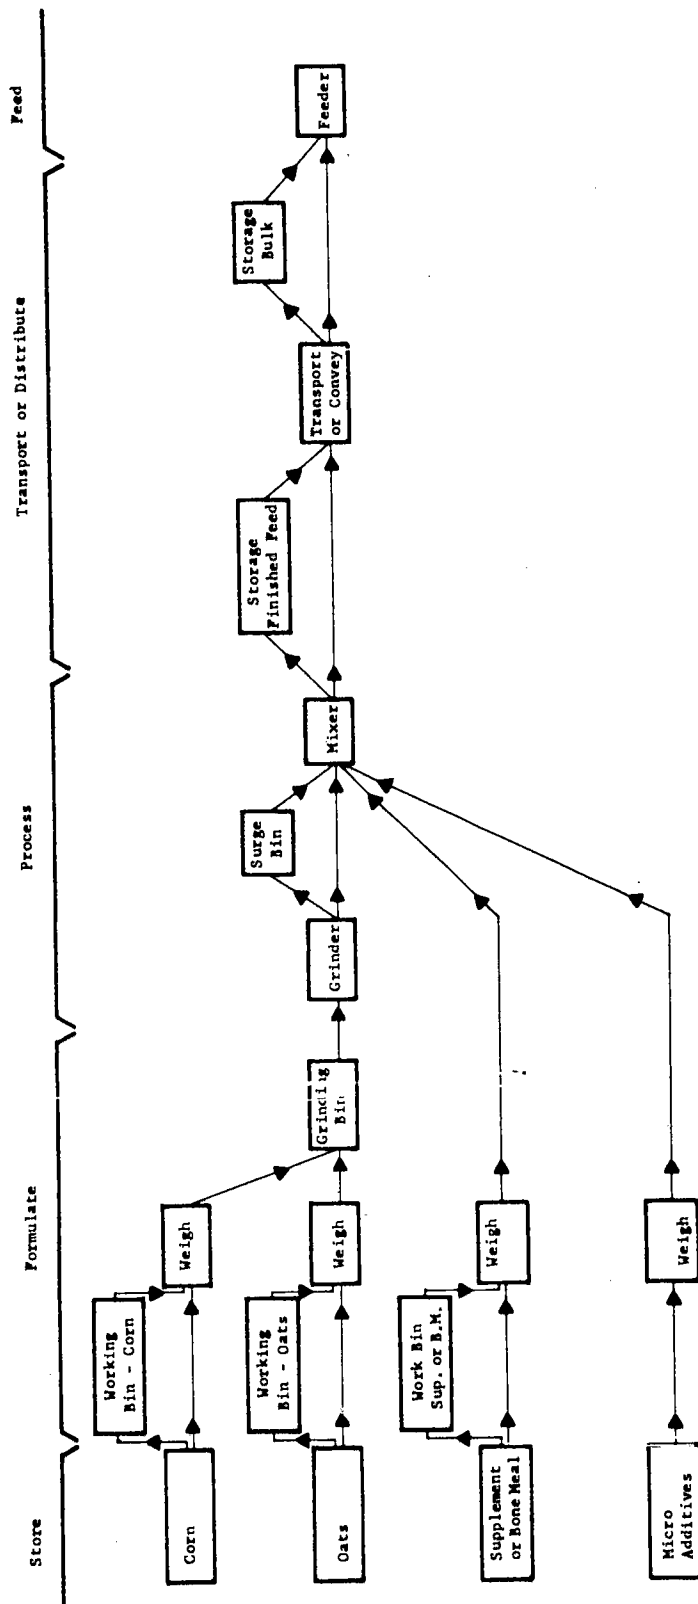 Store
Formulate
Process
Transport or Distribute
Feed
Corn
Working
Bin - Corn
Weigh
Oats
Working
Bin - Oats
Weigh
Grinding
Bin
Grinder
Surge
Bin
Mixer
Storage
Finished Feed
Transport
or Convey
Storage
Bulk
Feeder
Supplement
or Bone Meal
Work Bin
Sup. or B.M.
Weigh
Micro
Additives
Weigh